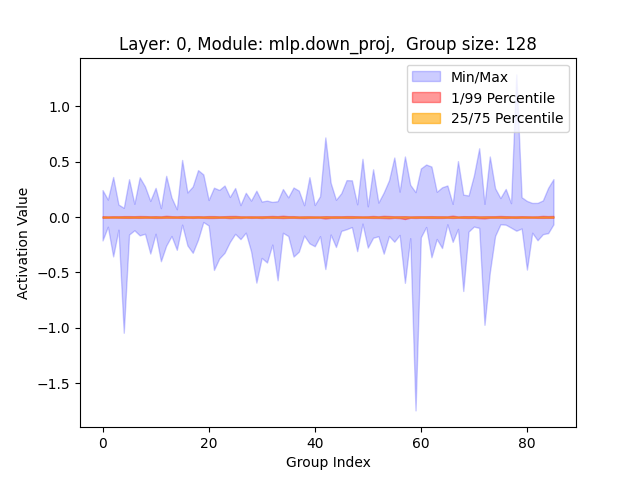 Layer: 0, Module: mlp.down_proj,  Group size: 128
Min/Max
1/99 Percentile
25/75 Percentile
Activation Value
1.0
0.5
0.0
−0.5
−1.0
−1.5
0 20 40 60 80
Group Index